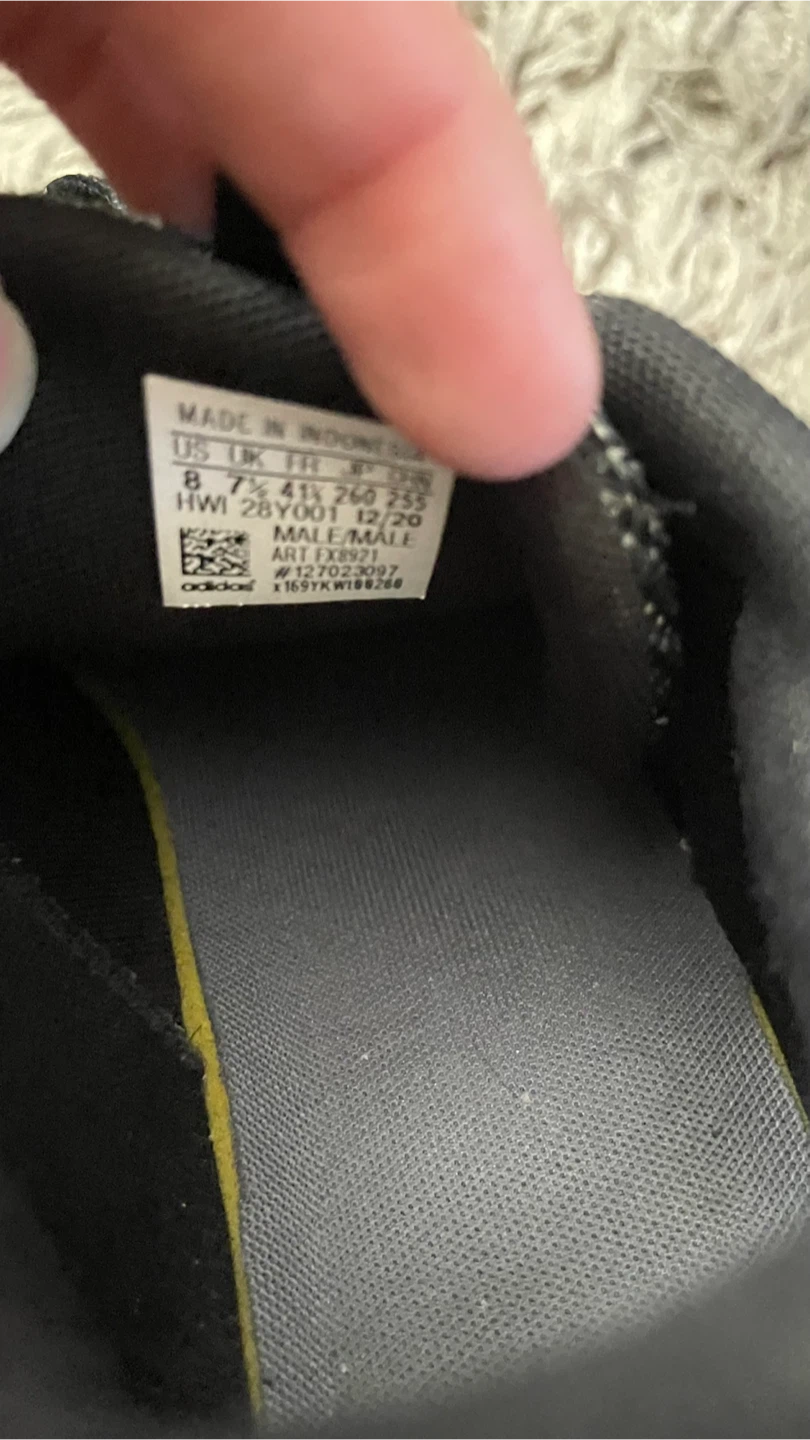 MADE IN INDONESIA
US UK FR JP CHN
8 7½ 41⅓ 260 255
HWI 28Y001 12/20
MALE/MALE
ART FX8921
#127023097
adidas